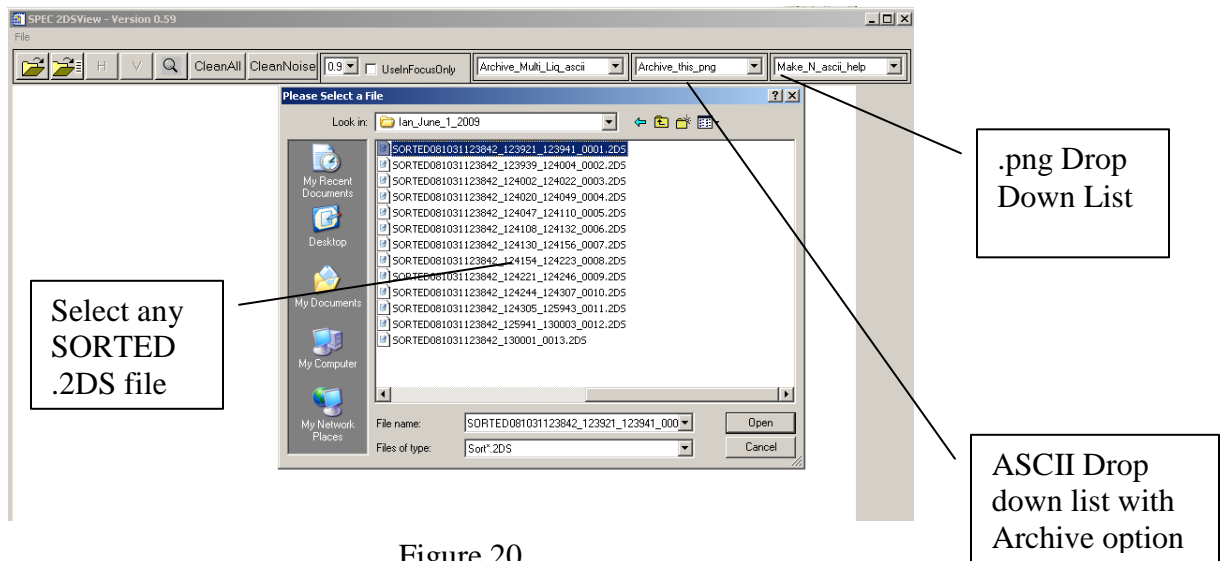 SPEC 2DSView - Version 0.59
File
H V CleanAll CleanNoise 0.9 UseInFocusOnly Archive_Multi_Liq_ascii Archive_this_png Make_N_ascii_help
Please Select a File
Look in: Ian_June_1_2009
My Recent
Documents
Desktop
My Documents
My Computer
My Network
Places
SORTED081031123842_123921_123941_0001.2DS
SORTED081031123842_123939_124004_0002.2DS
SORTED081031123842_124002_124022_0003.2DS
SORTED081031123842_124020_124049_0004.2DS
SORTED081031123842_124047_124110_0005.2DS
SORTED081031123842_124108_124132_0006.2DS
SORTED081031123842_124130_124156_0007.2DS
SORTED081031123842_124154_124223_0008.2DS
SORTED081031123842_124221_124246_0009.2DS
SORTED081031123842_124244_124307_0010.2DS
SORTED081031123842_124305_125943_0011.2DS
SORTED081031123842_125941_130003_0012.2DS
SORTED081031123842_130001_0013.2DS
File name: SORTED081031123842_123921_123941_000 Open
Files of type: Sort*.2DS Cancel
Select any
SORTED
.2DS file
.png Drop
Down List
ASCII Drop
down list with
Archive option
Figure 20